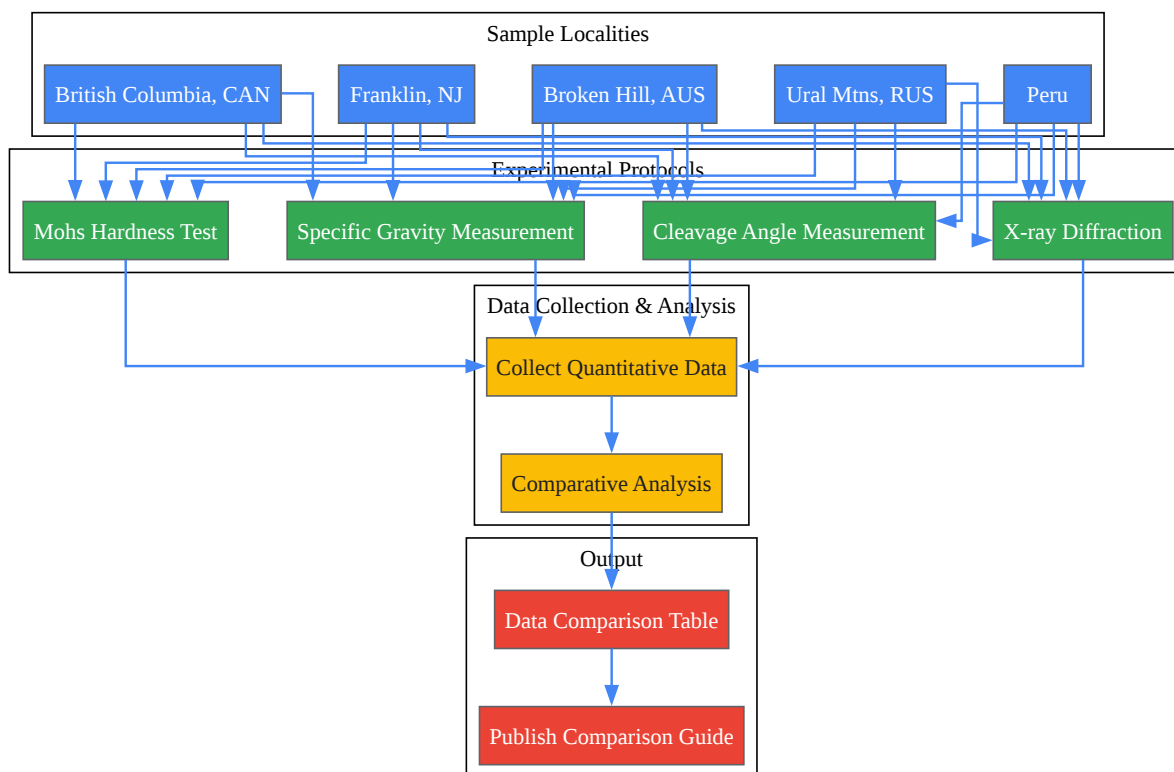 Sample Localities
British Columbia, CAN
Franklin, NJ
Broken Hill, AUS
Ural Mtns, RUS
Peru
Experimental Protocols
Mohs Hardness Test
Specific Gravity Measurement
Cleavage Angle Measurement
X-ray Diffraction
Data Collection & Analysis
Collect Quantitative Data
Comparative Analysis
Output
Data Comparison Table
Publish Comparison Guide